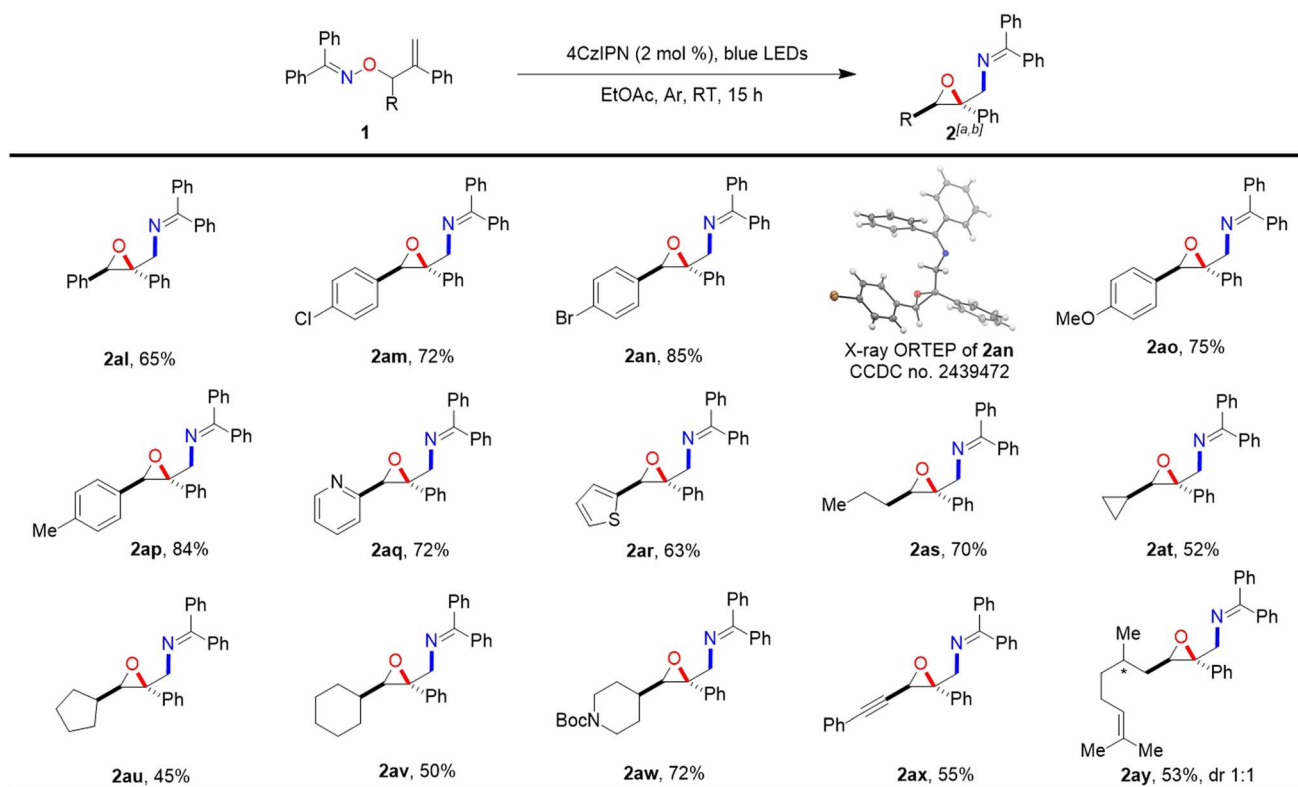 Ph
Ph
N
O
R
Ph
1
4CzIPN (2 mol %), blue LEDs
EtOAc, Ar, RT, 15 h
Ph
N
Ph
O
R
Ph
2[a,b]
Ph
N
Ph
O
Ph
Ph
2al, 65%
Ph
N
Ph
O
Ph
Cl
2am, 72%
Ph
N
Ph
O
Ph
Br
2an, 85%
X-ray ORTEP of 2an
CCDC no. 2439472
Ph
N
Ph
O
Ph
MeO
2ao, 75%
Ph
N
Ph
O
Ph
Me
2ap, 84%
Ph
N
Ph
O
N
Ph
2aq, 72%
Ph
N
Ph
O
Ph
S
2ar, 63%
Ph
N
Ph
O
Ph
2as, 70%
Ph
N
Ph
O
Ph
2at, 52%
Ph
N
Ph
O
Ph
2au, 45%
Ph
N
Ph
O
Ph
2av, 50%
Ph
N
Ph
O
Ph
BocN
2aw, 72%
Ph
N
Ph
O
Ph
Ph
2ax, 55%
Ph
N
Ph
Me
O
*
Ph
Me
Me
2ay, 53%, dr 1:1